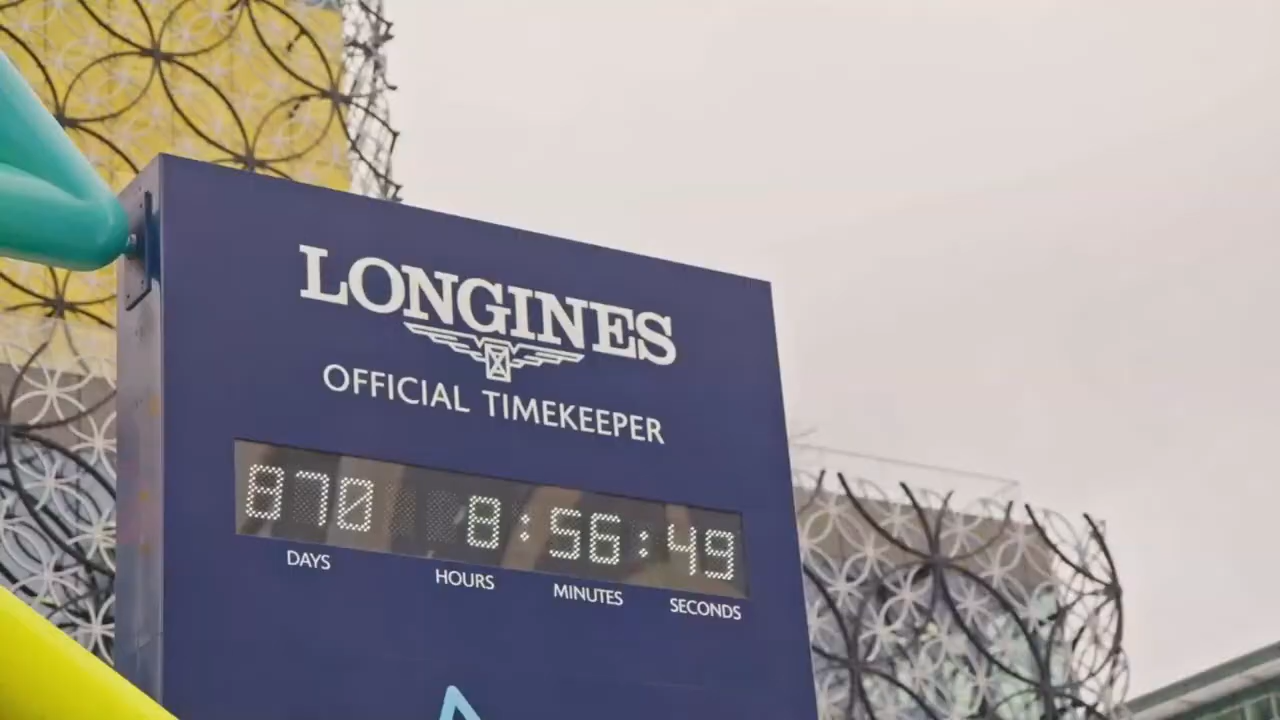 LONGINES
OFFICIAL TIMEKEEPER
870 8:56:49
DAYS HOURS MINUTES SECONDS